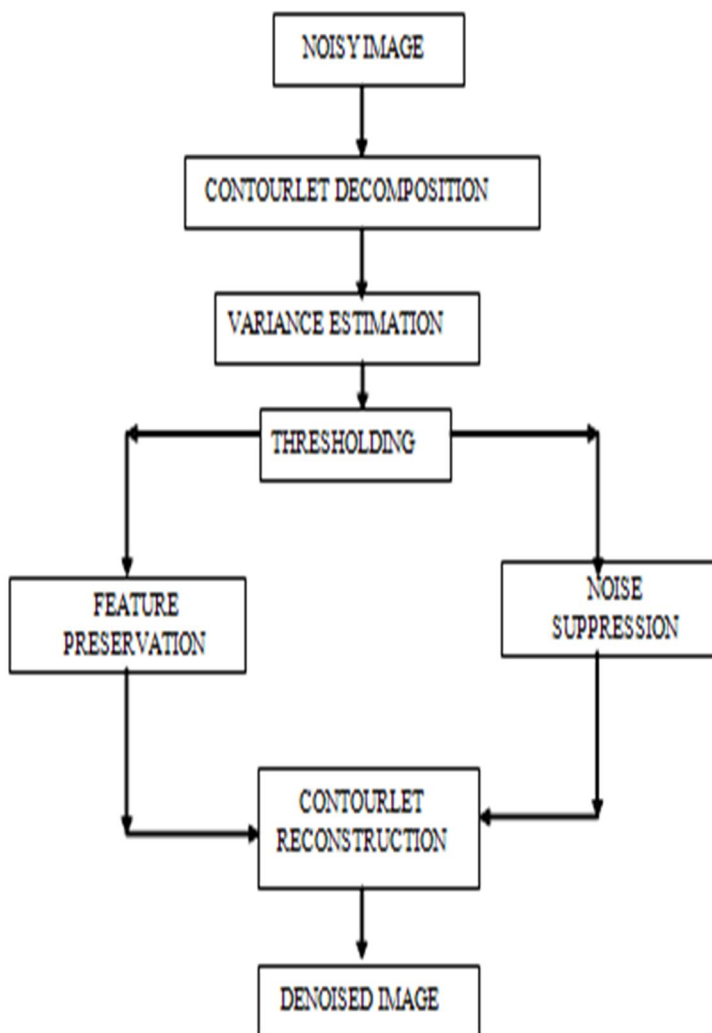 NOISY IMAGE
CONTOURLET DECOMPOSITION
VARIANCE ESTIMATION
THRESHOLDING
FEATURE
PRESERVATION
NOISE
SUPPRESSION
CONTOURLET
RECONSTRUCTION
DENOISED IMAGE